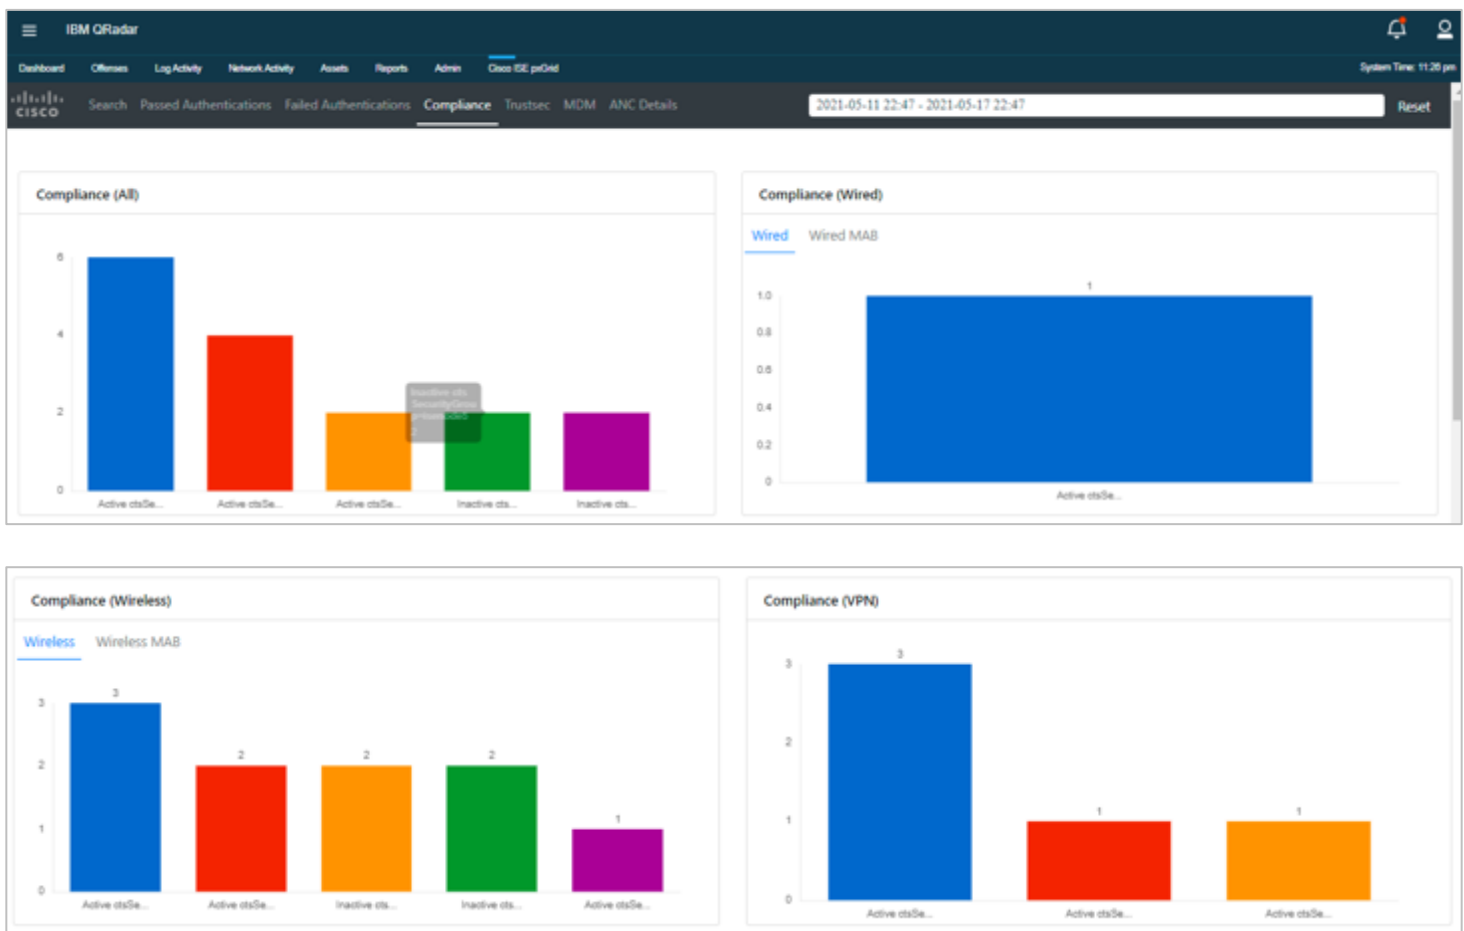 IBM QRadar
Dashboard Offenses Log Activity Network Activity Assets Reports Admin Cisco ISE pxGrid System Time: 11:26 pm
CISCO Search Passed Authentications Failed Authentications Compliance Trustsec MDM ANC Details 2021-05-11 22:47 - 2021-05-17 22:47 Reset
Compliance (All)
6
4
2
0
Inactive cts
SecurityGrou
2
Active ctsSe... Active ctsSe... Active ctsSe... Inactive cts... Inactive cts...
Compliance (Wired)
Wired Wired MAB
1
1.0
0.8
0.6
0.4
0.2
0
Active ctsSe...
Compliance (Wireless)
Wireless Wireless MAB
3 2 2 2 1
3
2
1
0
Active ctsSe... Active ctsSe... Inactive cts... Inactive cts... Active ctsSe...
Compliance (VPN)
3 1 1
3
2
1
0
Active ctsSe... Active ctsSe... Active ctsSe...